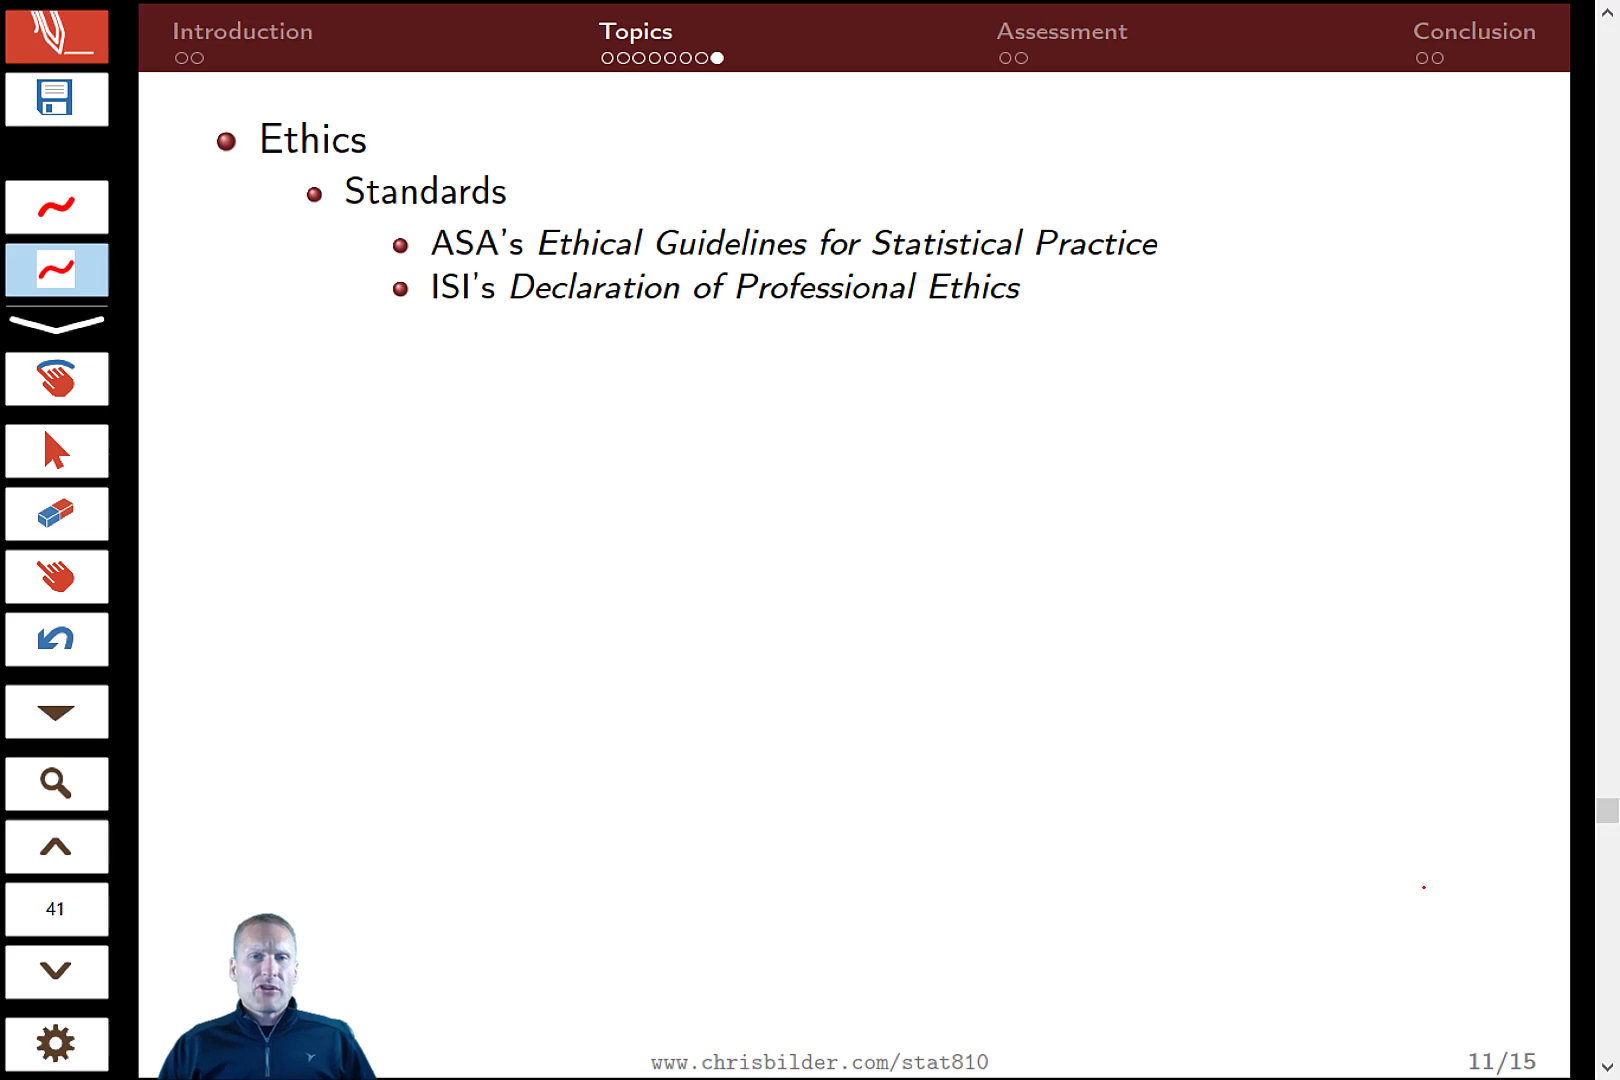 Introduction
Topics
Assessment
Conclusion
Ethics
Standards
ASA's Ethical Guidelines for Statistical Practice
ISI's Declaration of Professional Ethics
41
www.chrisbilder.com/stat810
11/15